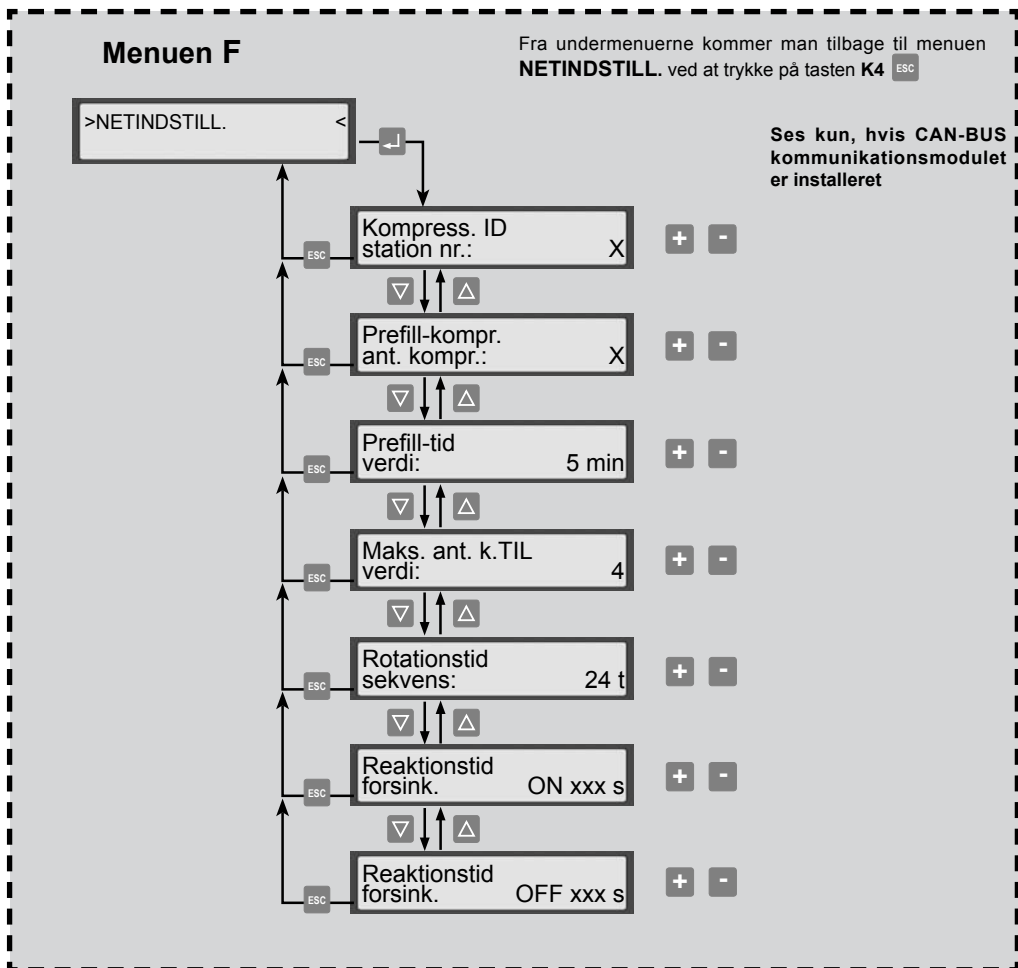 Menuen F
Fra undermenuerne kommer man tilbage til menuen
NETINDSTILL. ved at trykke på tasten K4 ESC
>NETINDSTILL. <
Ses kun, hvis CAN-BUS
kommunikationsmodulet
er installeret
Kompress. ID
station nr.: X
ESC
+ -
Prefill-kompr.
ant. kompr.: X
ESC
+ -
Prefill-tid
verdi: 5 min
ESC
+ -
Maks. ant. k.TIL
verdi: 4
ESC
+ -
Rotationstid
sekvens: 24 t
ESC
+ -
Reaktionstid
forsink. ON xxx s
ESC
+ -
Reaktionstid
forsink. OFF xxx s
ESC
+ -